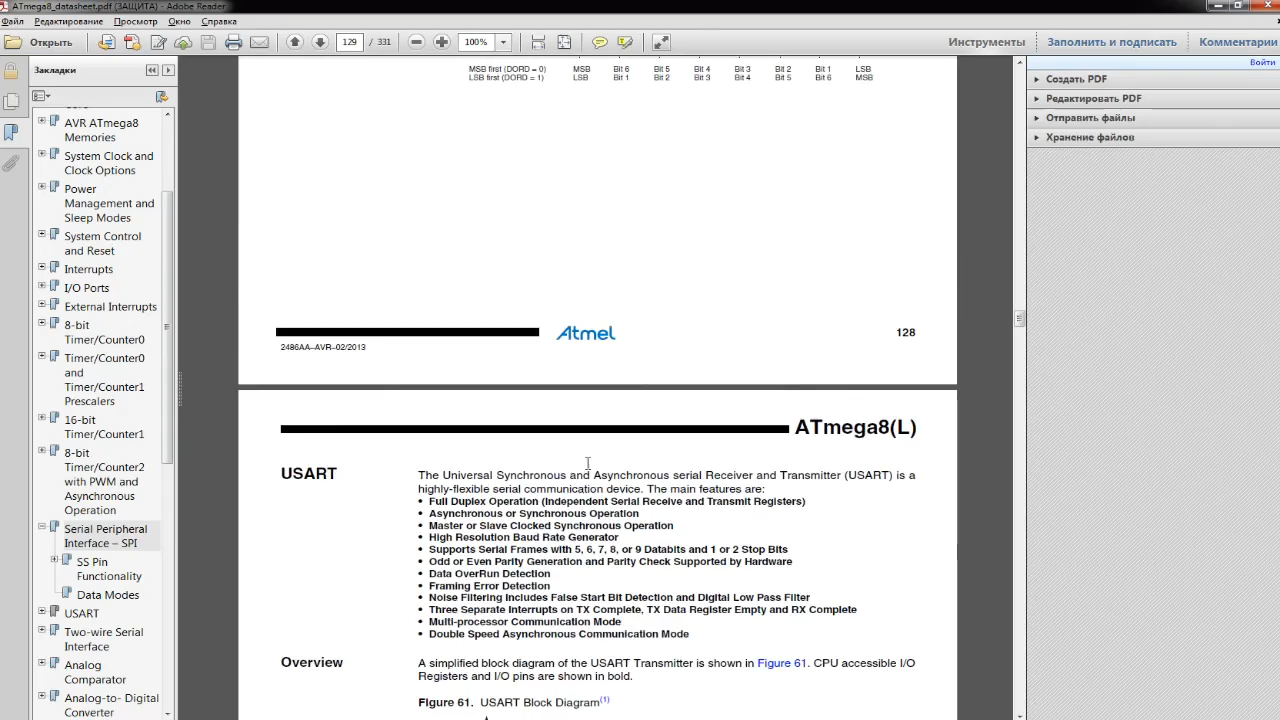 ATmega8_datasheet.pdf (ЗАЩИТА) - Adobe Reader
Файл Редактирование Просмотр Окно Справка
Открыть 129 / 331 100% Инструменты Заполнить и подписать Комментарии
Войти
Закладки
AVR ATmega8
Memories
System Clock and
Clock Options
Power
Management and
Sleep Modes
System Control
and Reset
Interrupts
I/O Ports
External Interrupts
8-bit
Timer/Counter0
Timer/Counter0
and
Timer/Counter1
Prescalers
16-bit
Timer/Counter1
8-bit
Timer/Counter2
with PWM and
Asynchronous
Operation
Serial Peripheral
Interface – SPI
SS Pin
Functionality
Data Modes
USART
Two-wire Serial
Interface
Analog
Comparator
Analog-to- Digital
Converter
MSB first (DORD = 0) MSB Bit 6 Bit 5 Bit 4 Bit 3 Bit 2 Bit 1 LSB
LSB first (DORD = 1) LSB Bit 1 Bit 2 Bit 3 Bit 4 Bit 5 Bit 6 MSB
Atmel 128
2486AA–AVR–02/2013
ATmega8(L)
USART
The Universal Synchronous and Asynchronous serial Receiver and Transmitter (USART) is a
highly-flexible serial communication device. The main features are:
• Full Duplex Operation (Independent Serial Receive and Transmit Registers)
• Asynchronous or Synchronous Operation
• Master or Slave Clocked Synchronous Operation
• High Resolution Baud Rate Generator
• Supports Serial Frames with 5, 6, 7, 8, or 9 Databits and 1 or 2 Stop Bits
• Odd or Even Parity Generation and Parity Check Supported by Hardware
• Data OverRun Detection
• Framing Error Detection
• Noise Filtering Includes False Start Bit Detection and Digital Low Pass Filter
• Three Separate Interrupts on TX Complete, TX Data Register Empty and RX Complete
• Multi-processor Communication Mode
• Double Speed Asynchronous Communication Mode
Overview
A simplified block diagram of the USART Transmitter is shown in Figure 61. CPU accessible I/O
Registers and I/O pins are shown in bold.
Figure 61. USART Block Diagram(1)
Создать PDF
Редактировать PDF
Отправить файлы
Хранение файлов